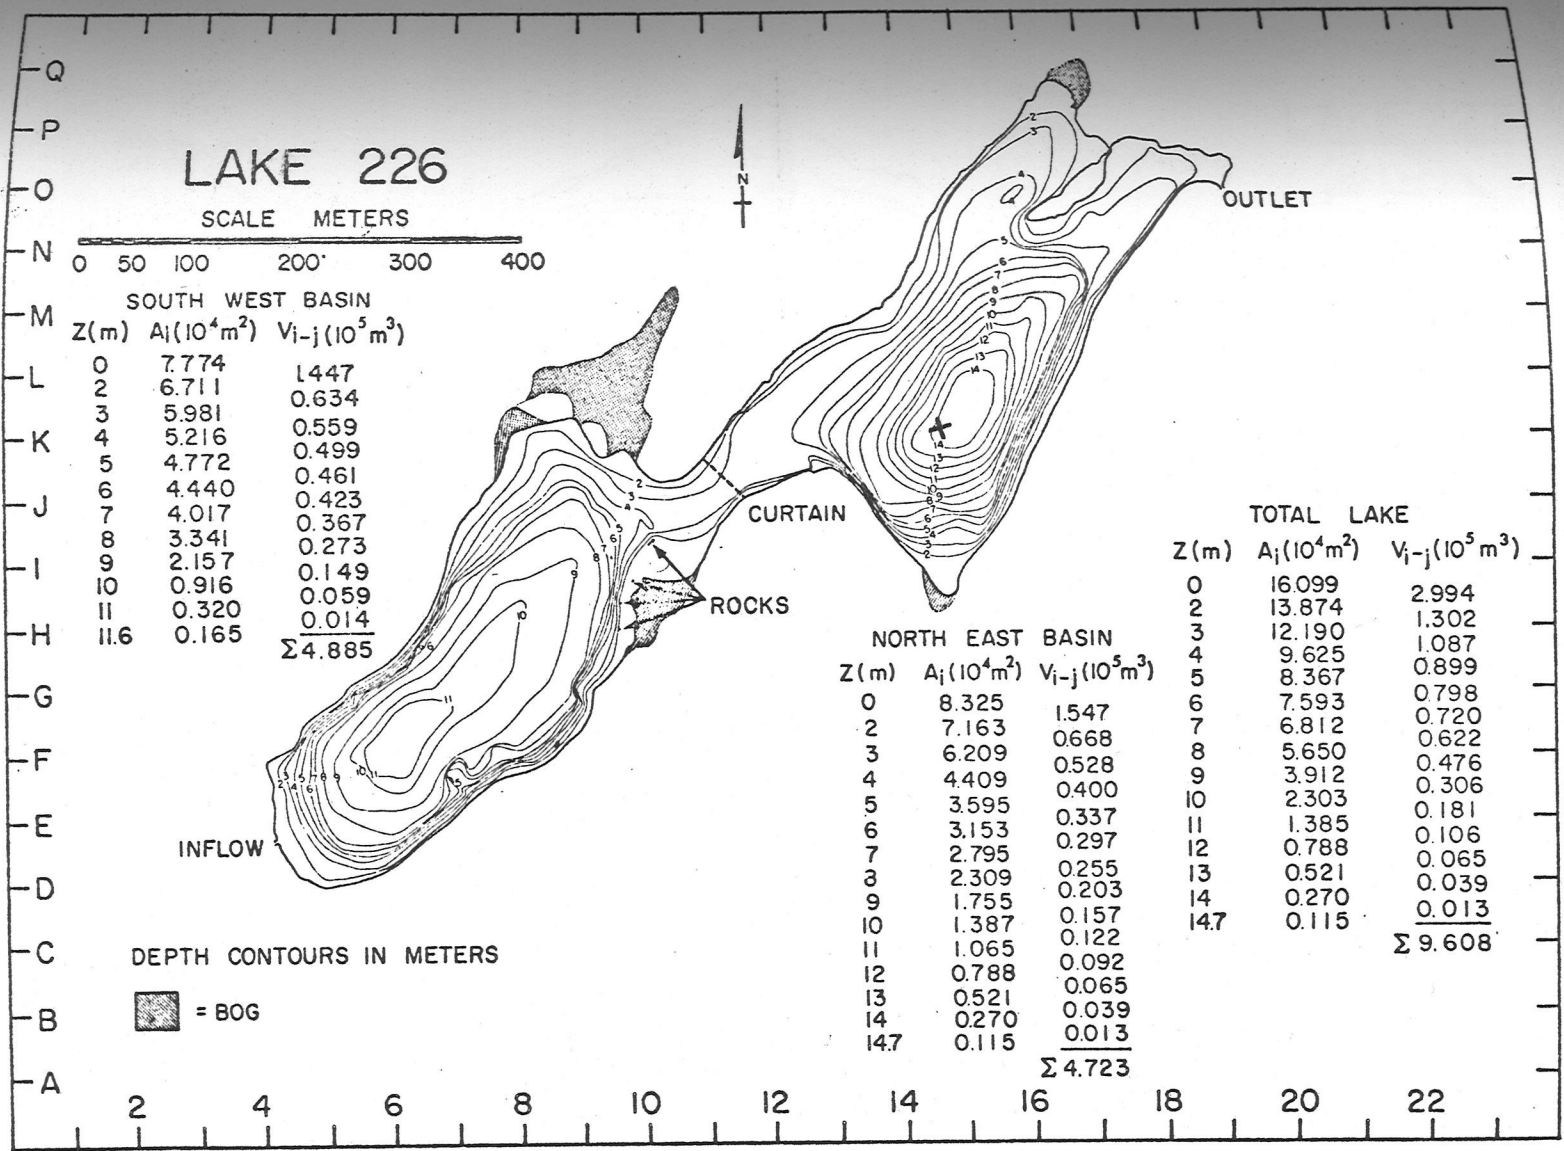 LAKE 226
SCALE METERS
0 50 100 200 300 400
SOUTH WEST BASIN
Z(m) Ai(10⁴m²) Vi-j(10⁵m³)
0 7.774
1.447
2 6.711
0.634
3 5.981
0.559
4 5.216
0.499
5 4.772
0.461
6 4.440
0.423
7 4.017
0.367
8 3.341
0.273
9 2.157
0.149
10 0.916
0.059
11 0.320
0.014
11.6 0.165
Σ4.885
N
OUTLET
CURTAIN
ROCKS
INFLOW
DEPTH CONTOURS IN METERS
= BOG
NORTH EAST BASIN
Z(m) Ai(10⁴m²) Vi-j(10⁵m³)
0 8.325
1.547
2 7.163
0.668
3 6.209
0.528
4 4.409
0.400
5 3.595
0.337
6 3.153
0.297
7 2.795
0.255
8 2.309
0.203
9 1.755
0.157
10 1.387
0.122
11 1.065
0.092
12 0.788
0.065
13 0.521
0.039
14 0.270
0.013
14.7 0.115
Σ4.723
TOTAL LAKE
Z(m) Ai(10⁴m²) Vi-j(10⁵m³)
0 16.099
2.994
2 13.874
1.302
3 12.190
1.087
4 9.625
0.899
5 8.367
0.798
6 7.593
0.720
7 6.812
0.622
8 5.650
0.476
9 3.912
0.306
10 2.303
0.181
11 1.385
0.106
12 0.788
0.065
13 0.521
0.039
14 0.270
0.013
14.7 0.115
Σ9.608
Q
P
O
N
M
L
K
J
I
H
G
F
E
D
C
B
A
2 4 6 8 10 12 14 16 18 20 22